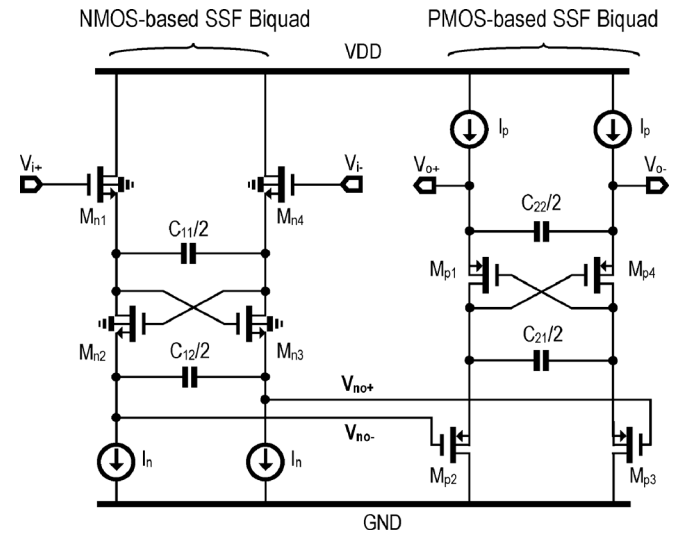 NMOS-based SSF Biquad PMOS-based SSF Biquad
VDD
Ip Ip
Vi+ Vi- Vo+ Vo-
Mn1 Mn4
C11/2 C22/2
Mp1 Mp4
Mn2 Mn3
C12/2 C21/2
Vno+
Vno-
In In
Mp2 Mp3
GND